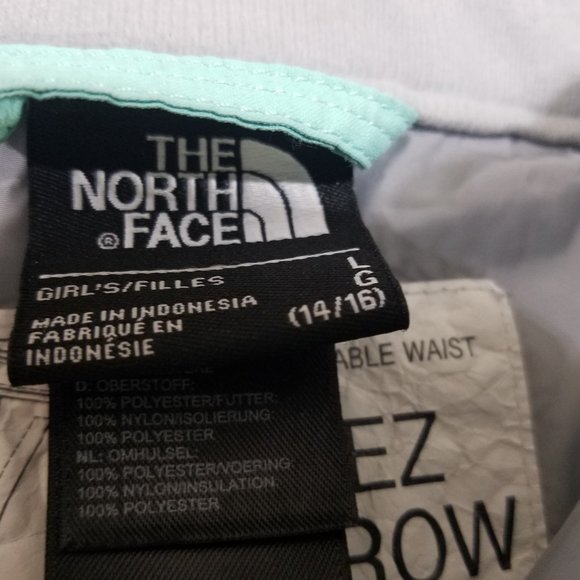 THE
NORTH
® FACE
GIRL'S/FILLES
MADE IN INDONESIA
FABRIQUÉ EN
INDONÉSIE
L
G
(14/16)
ABLE WAIST
D: OBERSTOFF:
100% POLYESTER/FUTTER:
100% NYLON/ISOLIERUNG:
100% POLYESTER
NL: OMHULSEL:
100% POLYESTER/VOERING
100% NYLON/INSULATION
100% POLYESTER
EZ
ROW